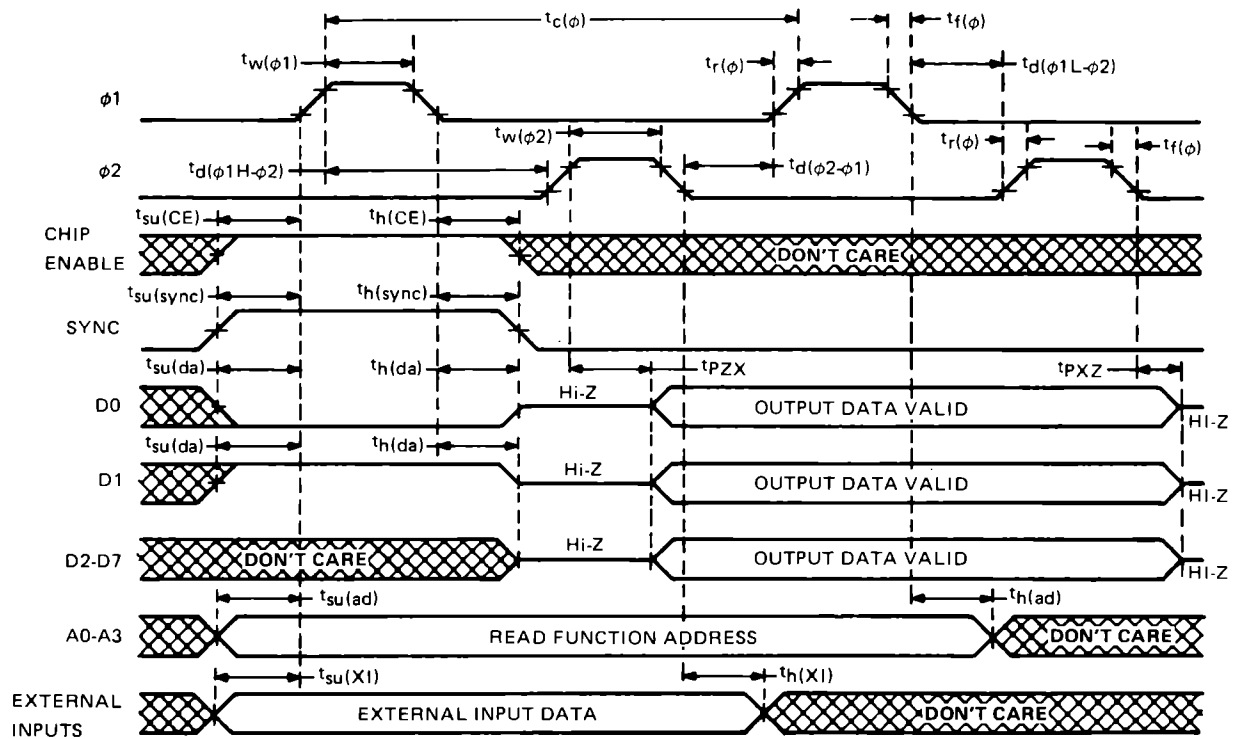 tc(φ) tf(φ)
tw(φ1) tr(φ) td(φ1L-φ2)
φ1
tw(φ2) tr(φ) tf(φ)
φ2 td(φ1H-φ2) td(φ2-φ1)
tsu(CE) th(CE)
CHIP
ENABLE DON'T CARE
tsu(sync) th(sync)
SYNC
tsu(da) th(da) tPZX tPXZ
D0 Hi-Z OUTPUT DATA VALID HI-Z
tsu(da) th(da)
D1 Hi-Z OUTPUT DATA VALID HI-Z
D2-D7 DON'T CARE Hi-Z OUTPUT DATA VALID HI-Z
tsu(ad) th(ad)
A0-A3 READ FUNCTION ADDRESS DON'T CARE
tsu(XI) th(XI)
EXTERNAL
INPUTS EXTERNAL INPUT DATA DON'T CARE